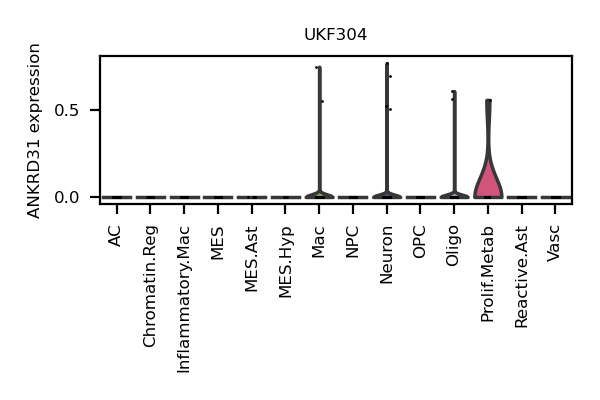 UKF304
ANKRD31 expression
0.5
0.0
AC
Chromatin.Reg
Inflammatory.Mac
MES
MES.Ast
MES.Hyp
Mac
NPC
Neuron
OPC
Oligo
Prolif.Metab
Reactive.Ast
Vasc